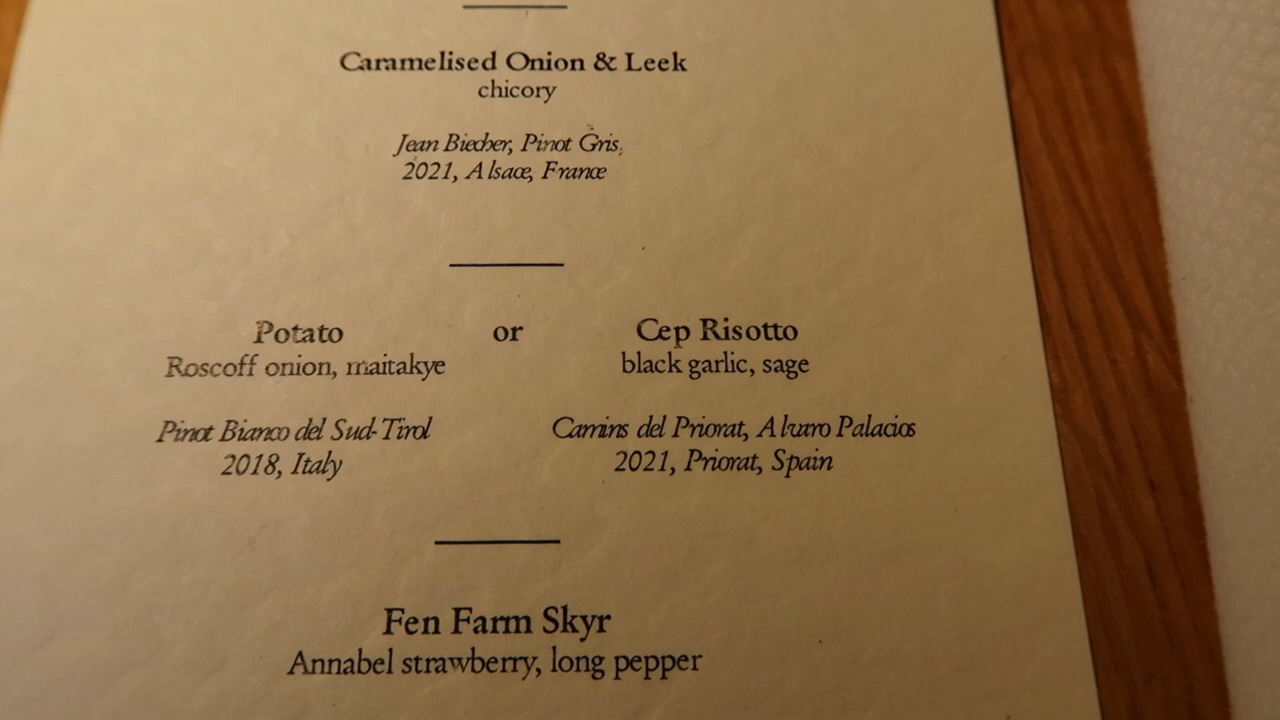 Caramelised Onion & Leek
chicory
Jean Biecher, Pinot Gris,
2021, Alsace, France
Potato or Cep Risotto
Roscoff onion, maitakye black garlic, sage
Pinot Bianco del Sud-Tirol Camins del Priorat, Alvaro Palacios
2018, Italy 2021, Priorat, Spain
Fen Farm Skyr
Annabel strawberry, long pepper